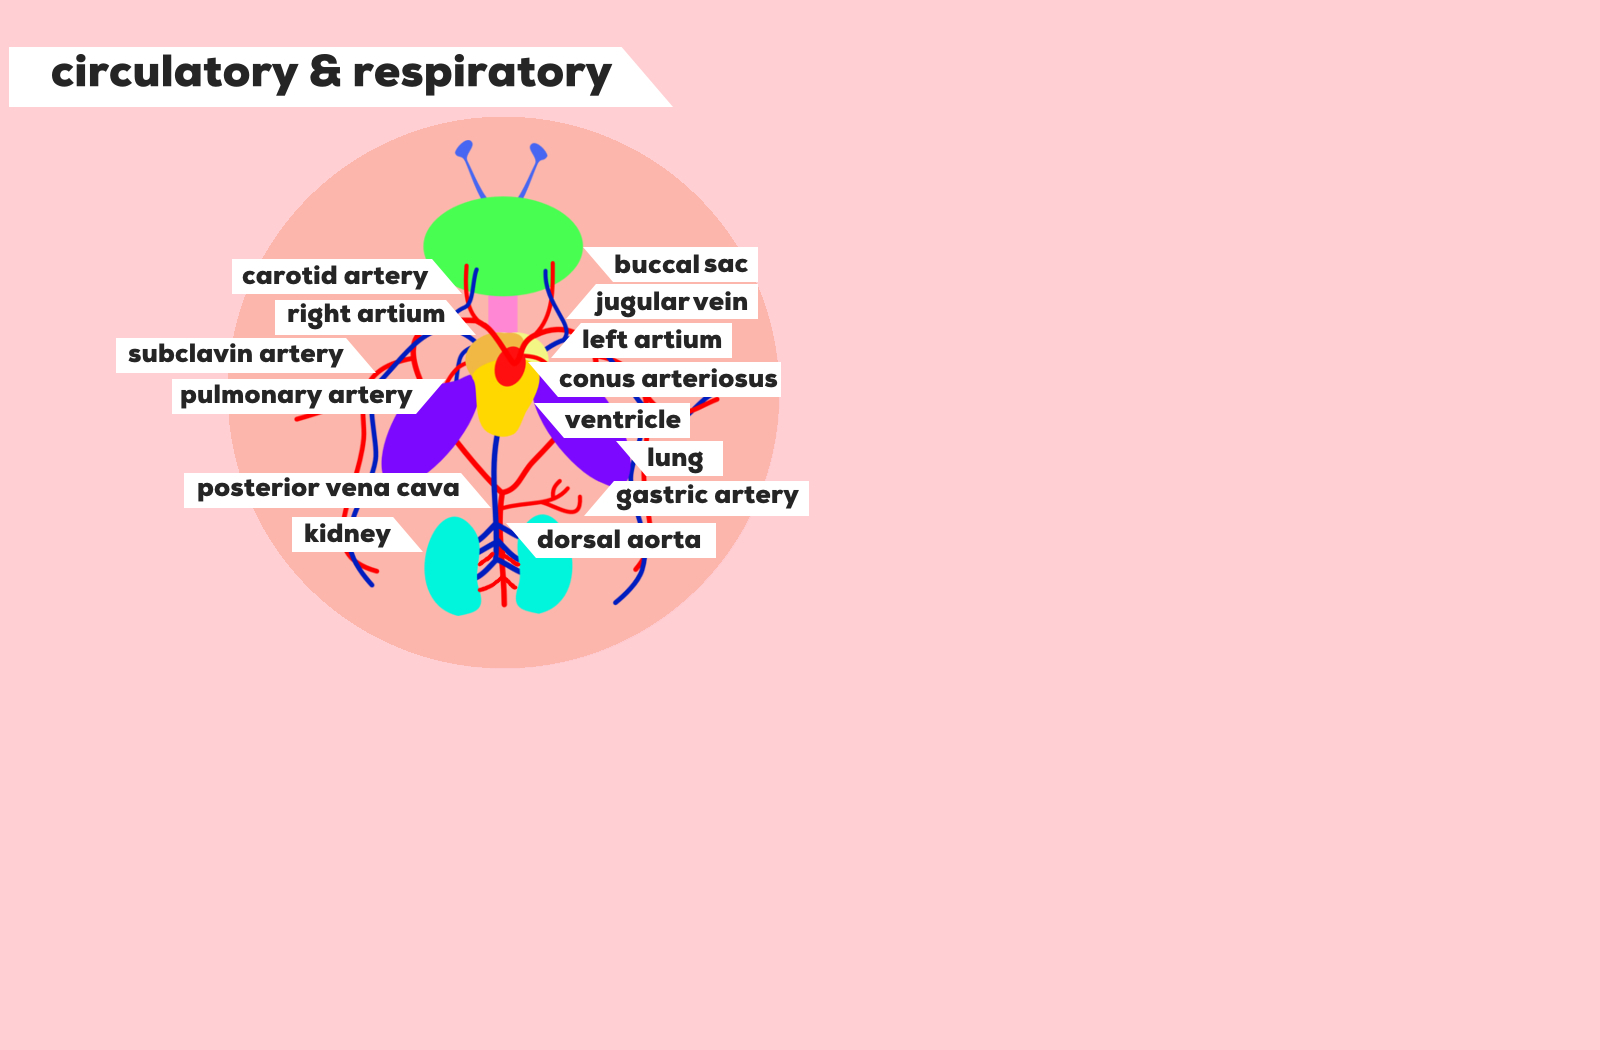 circulatory & respiratory
buccal sac
carotid artery
jugular vein
right artium
left artium
subclavin artery
conus arteriosus
pulmonary artery
ventricle
lung
posterior vena cava
gastric artery
kidney
dorsal aorta